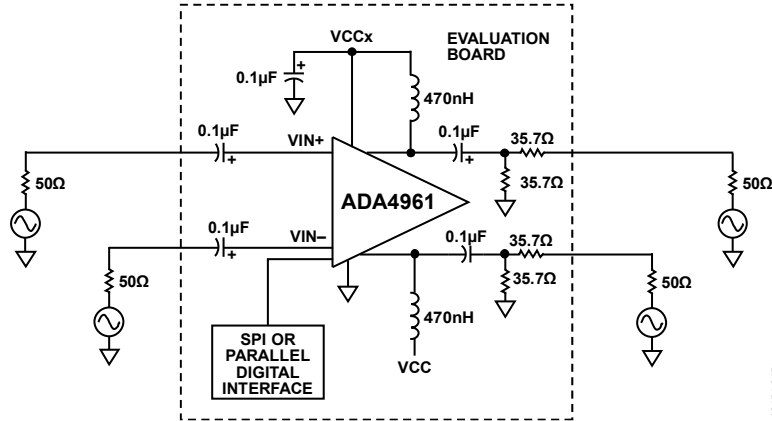 VCCx
EVALUATION
BOARD
0.1µF
+
470nH
0.1µF
+
VIN+
0.1µF
+
35.7Ω
35.7Ω
50Ω
50Ω
ADA4961
0.1µF
+
VIN–
0.1µF
35.7Ω
35.7Ω
50Ω
50Ω
470nH
SPI OR
PARALLEL
DIGITAL
INTERFACE
VCC